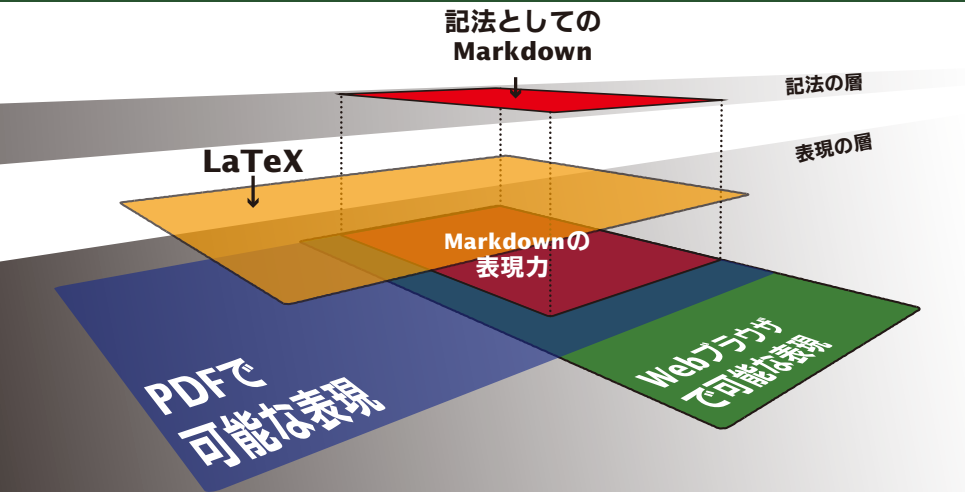 記法としての
Markdown
記法の層
表現の層
LaTeX
Markdownの
表現力
PDFで
可能な表現
Webブラウザ
で可能な表現